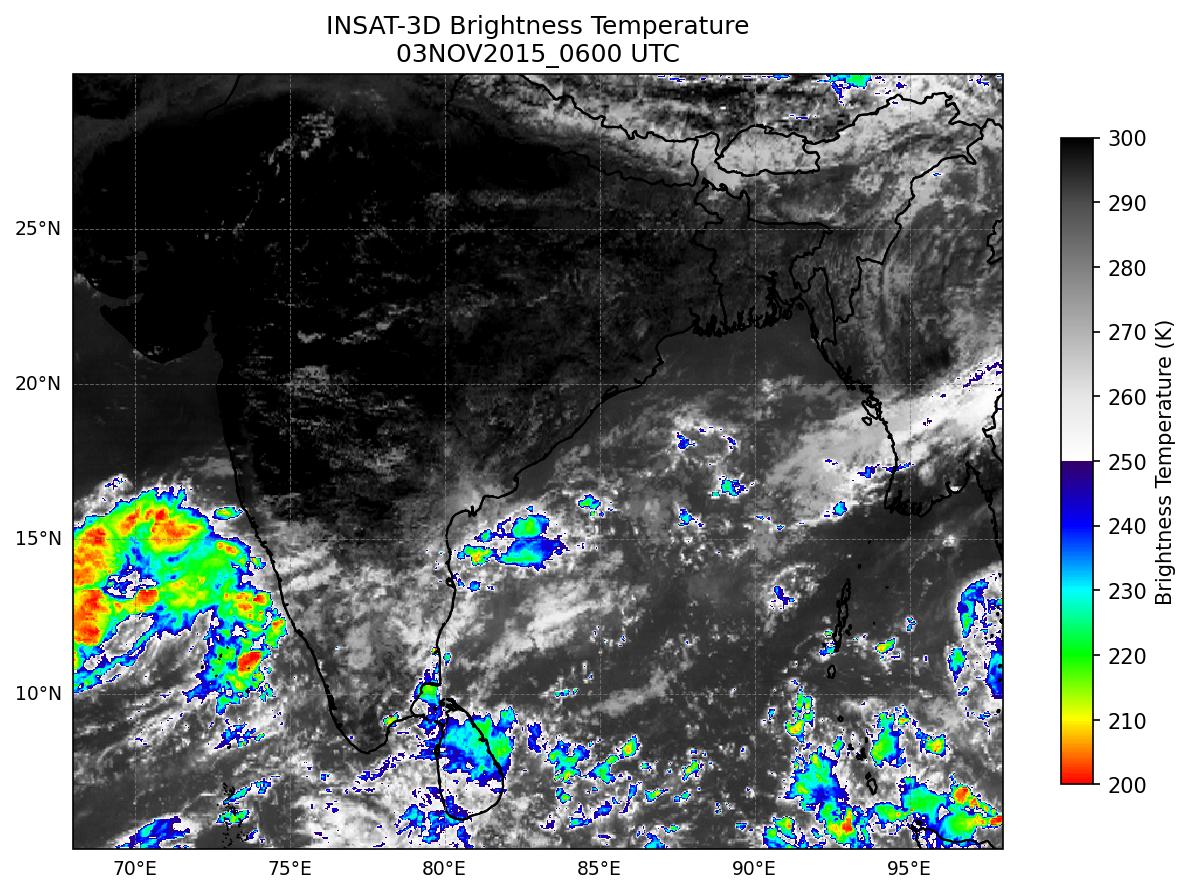 INSAT-3D Brightness Temperature
03NOV2015_0600 UTC
25°N
20°N
15°N
10°N
70°E
75°E
80°E
85°E
90°E
95°E
300
290
280
270
260
250
240
230
220
210
200
Brightness Temperature (K)